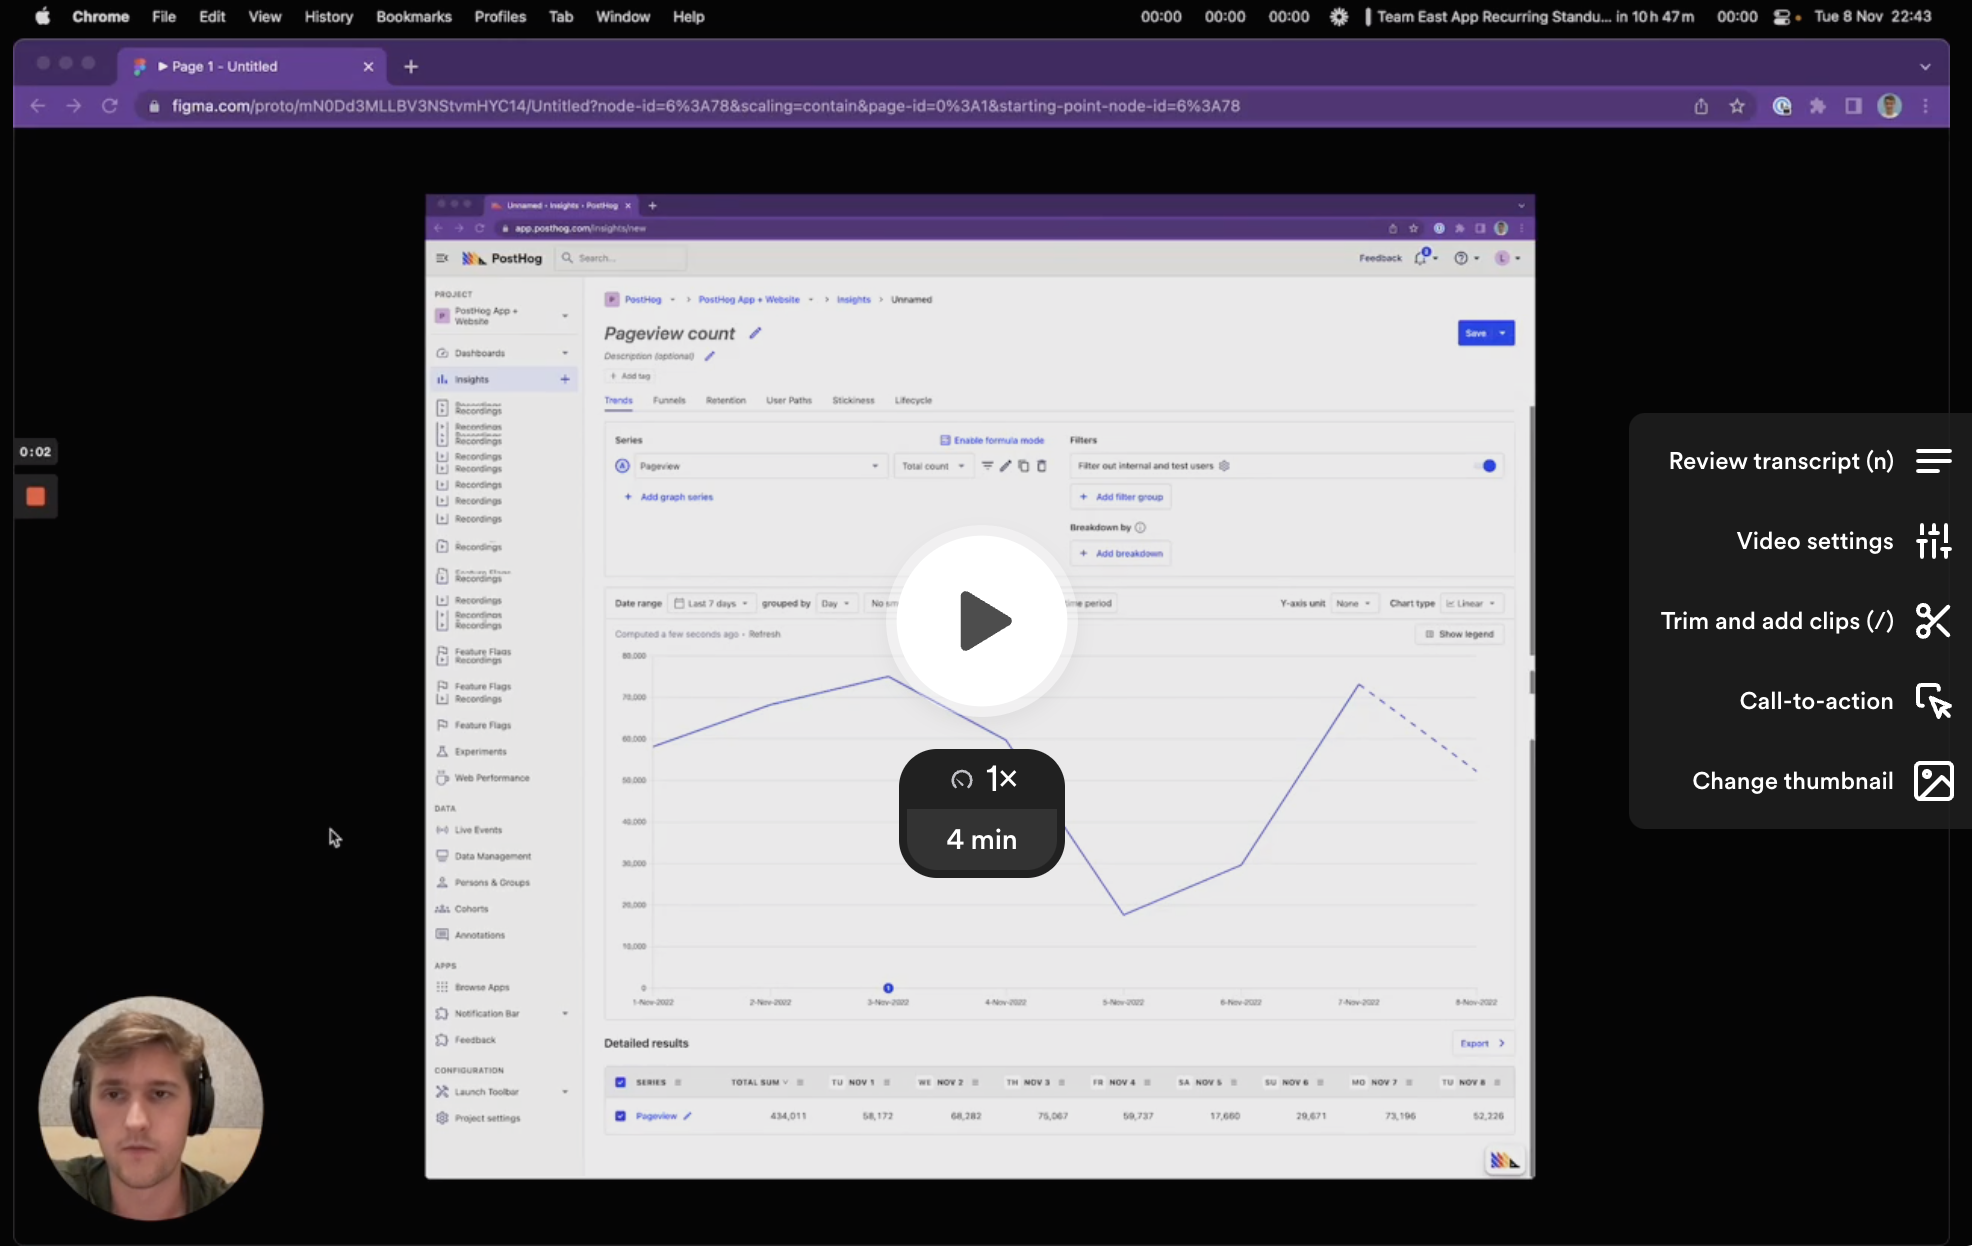 Chrome File Edit View History Bookmarks Profiles Tab Window Help 00:00 00:00 00:00 Team East App Recurring Standu... in 10 h 47 m 00:00 Tue 8 Nov 22:43
Page 1 - Untitled
figma.com/proto/mN0Dd3MLLBV3NStvmHYC14/Untitled?node-id=6%3A78&scaling=contain&page-id=0%3A1&starting-point-node-id=6%3A78
Unnamed • Insights • PostHog
app.posthog.com/insights/new
PostHog Search... Feedback
PROJECT
P PostHog App + Website
Dashboards
Insights
Recordings
Recordings
Recordings
Recordings
Recordings
Recordings
Recordings
Recordings
Recordings
Recordings
Feature Flags
Recordings
Recordings
Recordings
Recordings
Feature Flags
Recordings
Feature Flags
Recordings
Feature Flags
Experiments
Web Performance
DATA
Live Events
Data Management
Persons & Groups
Cohorts
Annotations
APPS
Browse Apps
Notification Bar
Feedback
CONFIGURATION
Launch Toolbar
Project settings
P PostHog PostHog App + Website Insights Unnamed
Pageview count
Save
Description (optional)
+ Add tag
Trends Funnels Retention User Paths Stickiness Lifecycle
Series Enable formula mode Filters
A Pageview Total count Filter out internal and test users
+ Add graph series + Add filter group
Breakdown by
+ Add breakdown
Date range Last 7 days grouped by Day No sm time period Y-axis unit None Chart type Linear
Computed a few seconds ago • Refresh Show legend
80,000
70,000
60,000
50,000
40,000
30,000
20,000
10,000
0
1
1-Nov-2022 2-Nov-2022 3-Nov-2022 4-Nov-2022 5-Nov-2022 6-Nov-2022 7-Nov-2022 8-Nov-2022
Detailed results Export
SERIES TOTAL SUM TU NOV 1 WE NOV 2 TH NOV 3 FR NOV 4 SA NOV 5 SU NOV 6 MO NOV 7 TU NOV 8
Pageview 434,011 58,172 68,282 75,067 59,737 17,660 29,671 73,196 52,226
0:02
1×
4 min
Review transcript (n)
Video settings
Trim and add clips (/)
Call-to-action
Change thumbnail